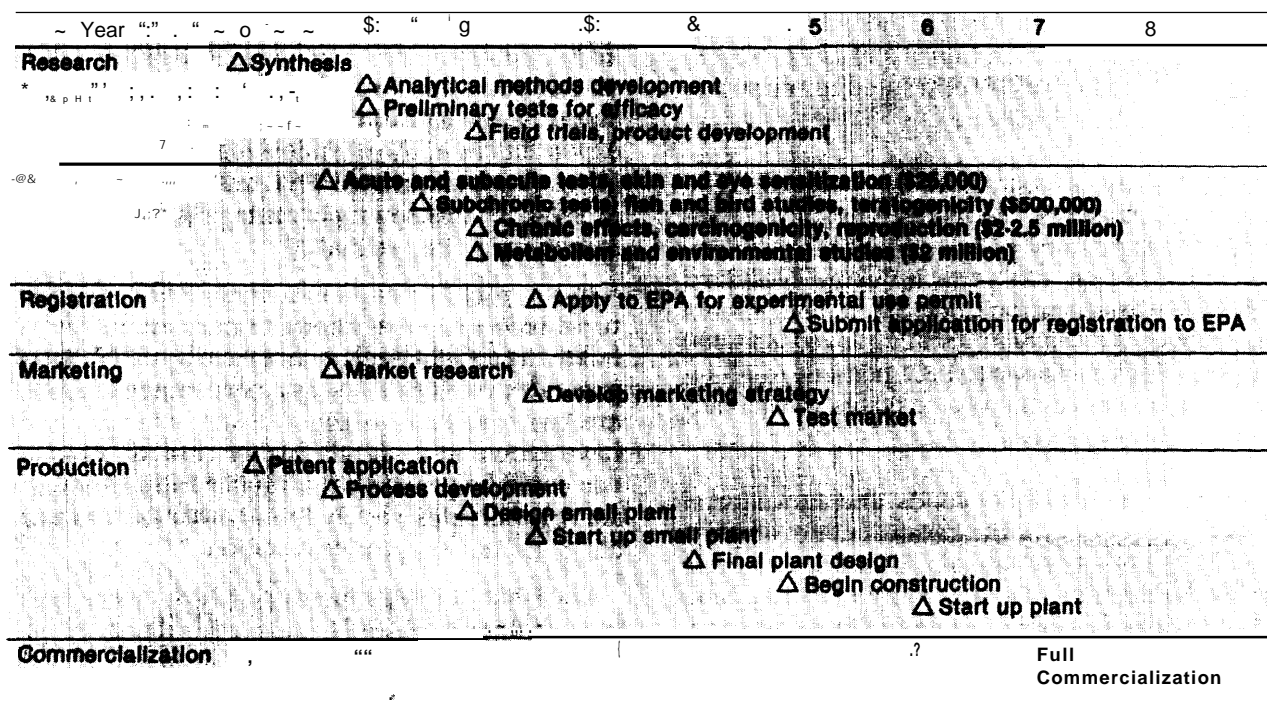 Year 5 6 7 8
Research △ Synthesis
△ Analytical methods development
△ Preliminary tests for efficacy
△ Field trials, product development
△ Acute and subacute tests, skin and eye sensitization ($25,000)
△ Subchronic tests, fish and bird studies, teratogenicity ($500,000)
△ Chronic effects, carcinogenicity, reproduction ($2-2.5 million)
△ Metabolism and environmental studies ($2 million)
Registration △ Apply to EPA for experimental use permit
△ Submit application for registration to EPA
Marketing △ Market research
△ Develop marketing strategy
△ Test market
Production △ Patent application
△ Process development
△ Design small plant
△ Start up small plant
△ Final plant design
△ Begin construction
△ Start up plant
Commercialization Full
Commercialization